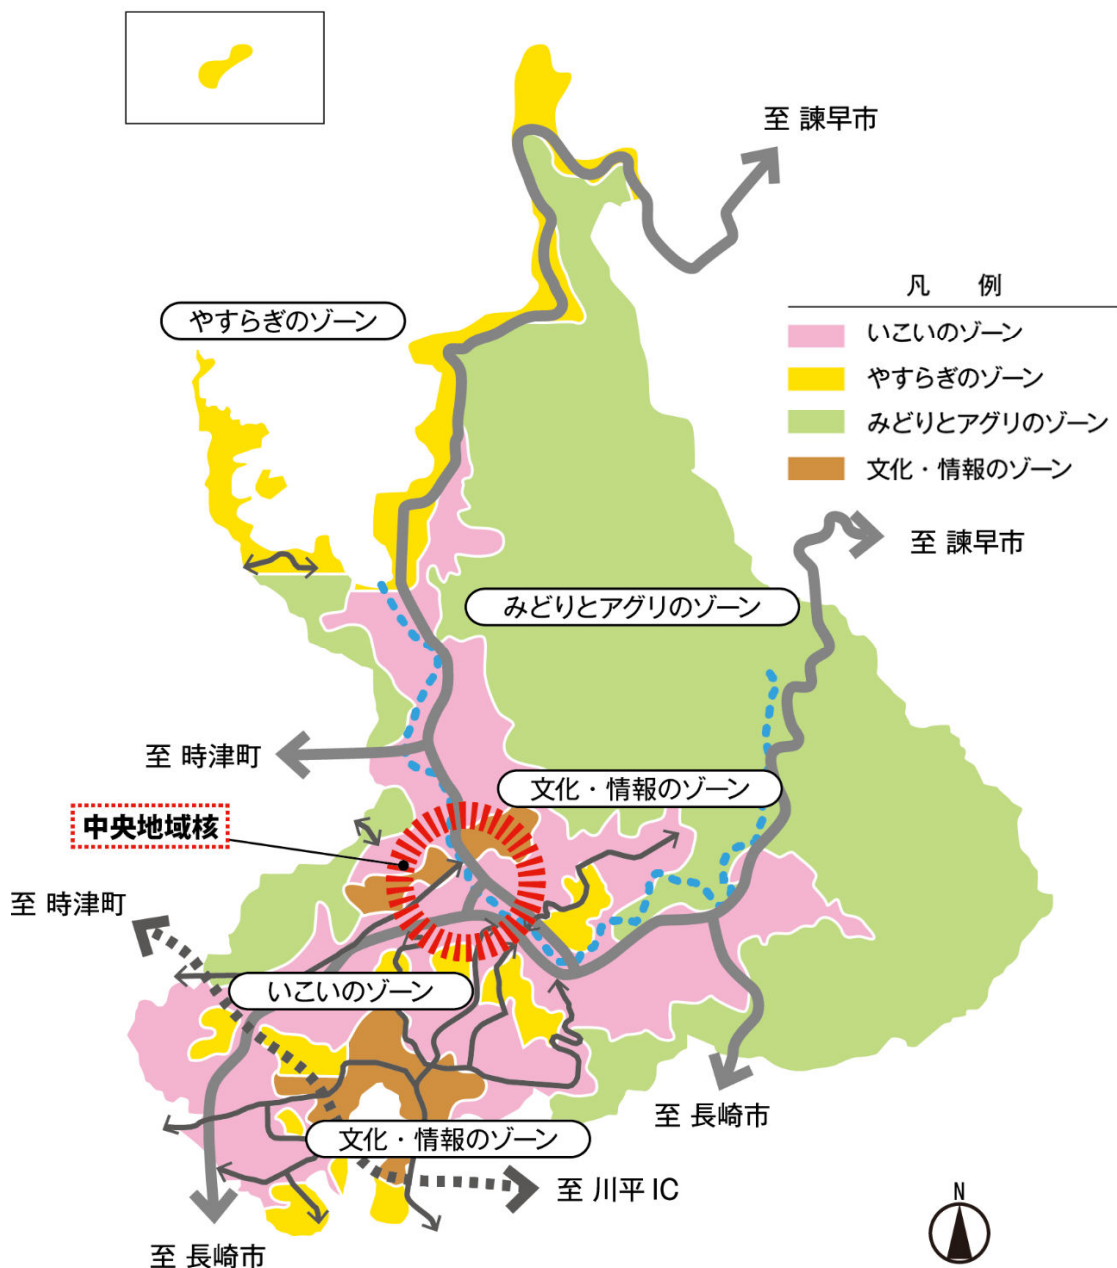 至 諫早市
凡　例
やすらぎのゾーン
いこいのゾーン
やすらぎのゾーン
みどりとアグリのゾーン
文化・情報のゾーン
至 諫早市
みどりとアグリのゾーン
至 時津町
文化・情報のゾーン
中央地域核
至 時津町
いこいのゾーン
至 長崎市
文化・情報のゾーン
至 川平 IC
N
至 長崎市